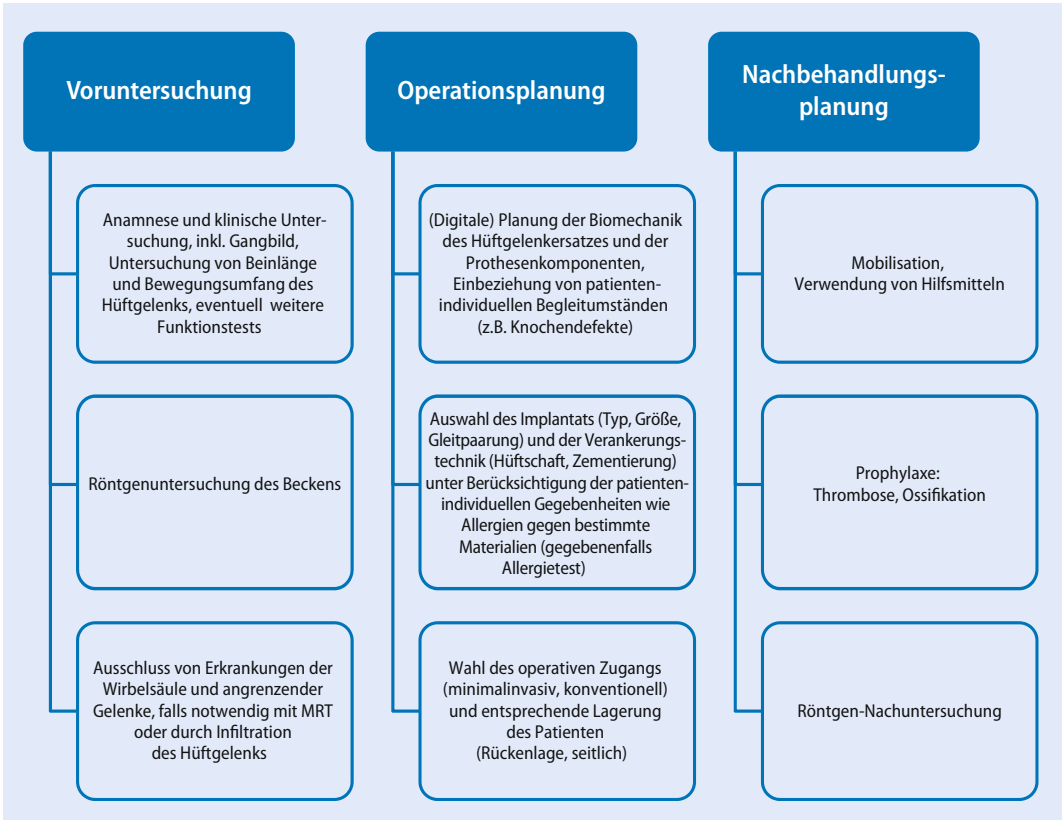 Voruntersuchung
Anamnese und klinische Unter-
suchung, inkl. Gangbild,
Untersuchung von Beinlänge
und Bewegungsumfang des
Hüftgelenks, eventuell weitere
Funktionstests
Röntgenuntersuchung des Beckens
Ausschluss von Erkrankungen der
Wirbelsäule und angrenzender
Gelenke, falls notwendig mit MRT
oder durch Infiltration
des Hüftgelenks
Operationsplanung
(Digitale) Planung der Biomechanik
des Hüftgelenkersatzes und der
Prothesenkomponenten,
Einbeziehung von patienten-
individuellen Begleitumständen
(z.B. Knochendefekte)
Auswahl des Implantats (Typ, Größe,
Gleitpaarung) und der Verankerungs-
technik (Hüftschaft, Zementierung)
unter Berücksichtigung der patienten-
individuellen Gegebenheiten wie
Allergien gegen bestimmte
Materialien (gegebenenfalls
Allergietest)
Wahl des operativen Zugangs
(minimalinvasiv, konventionell)
und entsprechende Lagerung
des Patienten
(Rückenlage, seitlich)
Nachbehandlungs-
planung
Mobilisation,
Verwendung von Hilfsmitteln
Prophylaxe:
Thrombose, Ossifikation
Röntgen-Nachuntersuchung